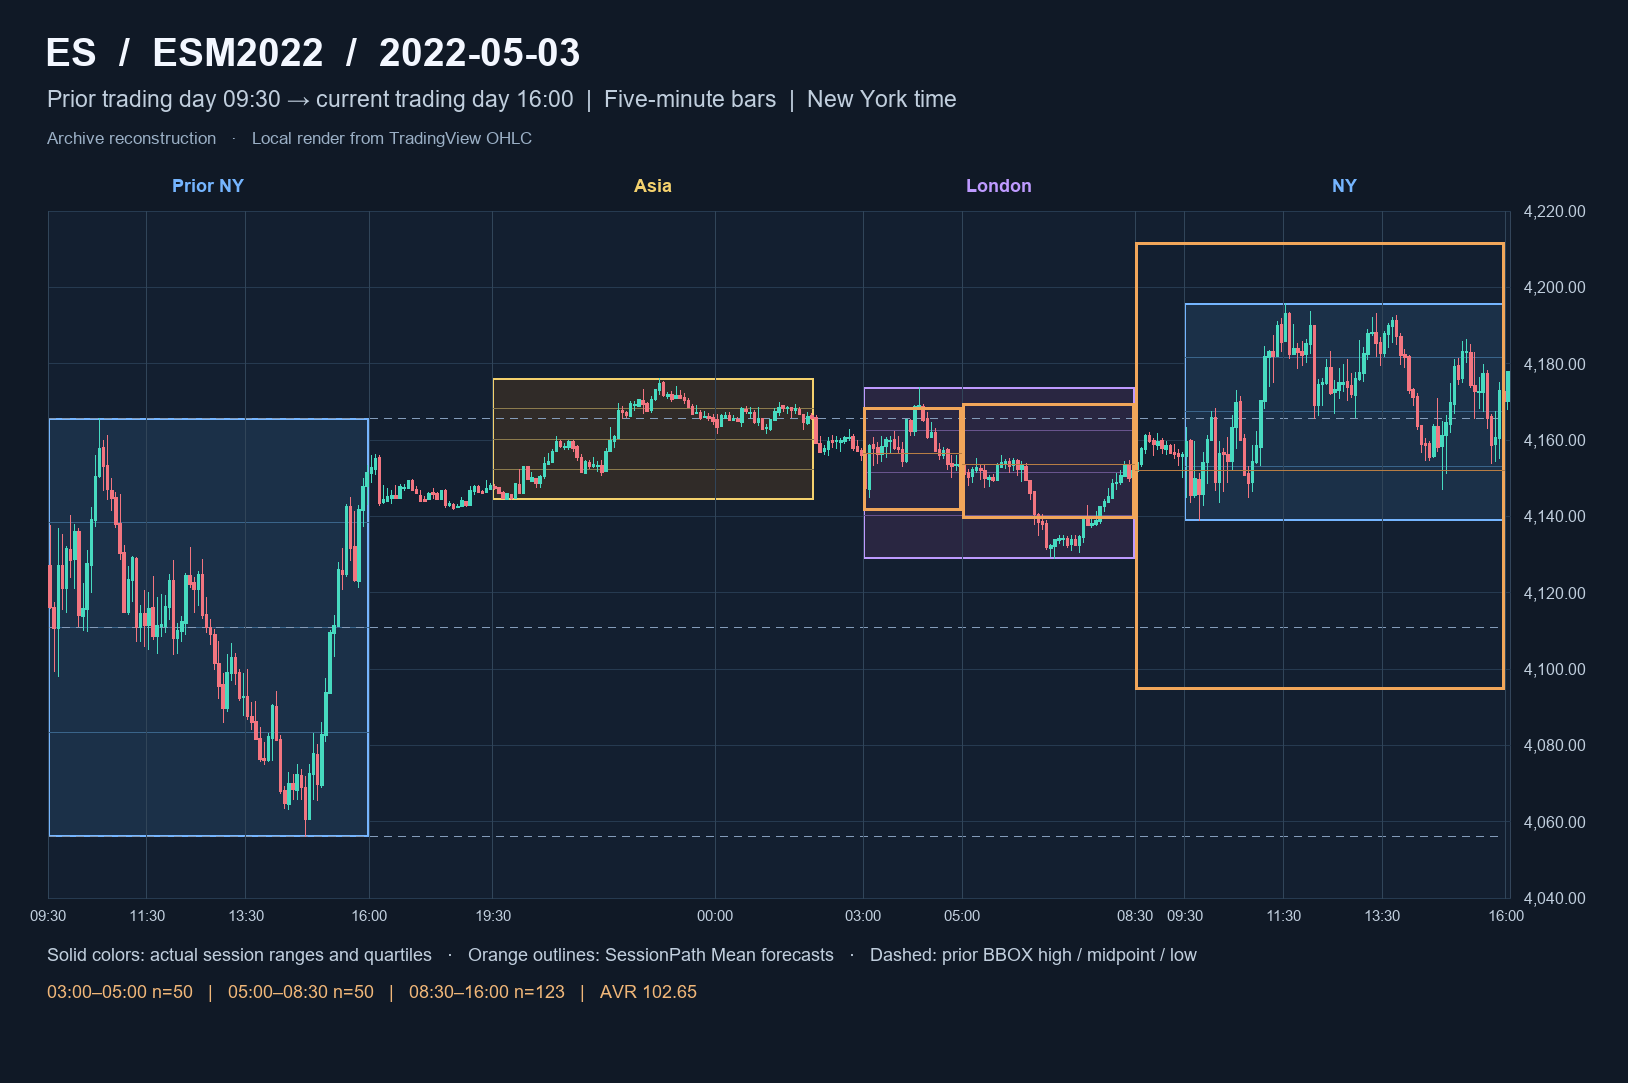 ES / ESM2022 / 2022-05-03
Prior trading day 09:30 → current trading day 16:00 | Five-minute bars | New York time
Archive reconstruction · Local render from TradingView OHLC
Prior NY Asia London NY
4,220.00
4,200.00
4,180.00
4,160.00
4,140.00
4,120.00
4,100.00
4,080.00
4,060.00
4,040.00
09:30 11:30 13:30 16:00 19:30 00:00 03:00 05:00 08:30 09:30 11:30 13:30 16:00
Solid colors: actual session ranges and quartiles · Orange outlines: SessionPath Mean forecasts · Dashed: prior BBOX high / midpoint / low
03:00–05:00 n=50 | 05:00–08:30 n=50 | 08:30–16:00 n=123 | AVR 102.65